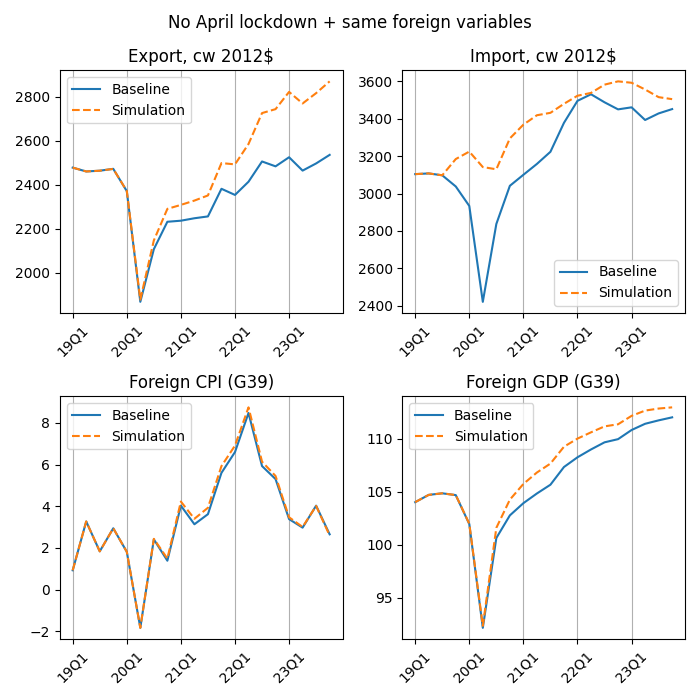 No April lockdown + same foreign variables
Export, cw 2012$
Baseline
Simulation
2800
2600
2400
2200
2000
19Q1
20Q1
21Q1
22Q1
23Q1
Import, cw 2012$
3600
3400
3200
3000
2800
2600
2400
Baseline
Simulation
19Q1
20Q1
21Q1
22Q1
23Q1
Foreign CPI (G39)
Baseline
Simulation
8
6
4
2
0
−2
19Q1
20Q1
21Q1
22Q1
23Q1
Foreign GDP (G39)
Baseline
Simulation
110
105
100
95
19Q1
20Q1
21Q1
22Q1
23Q1